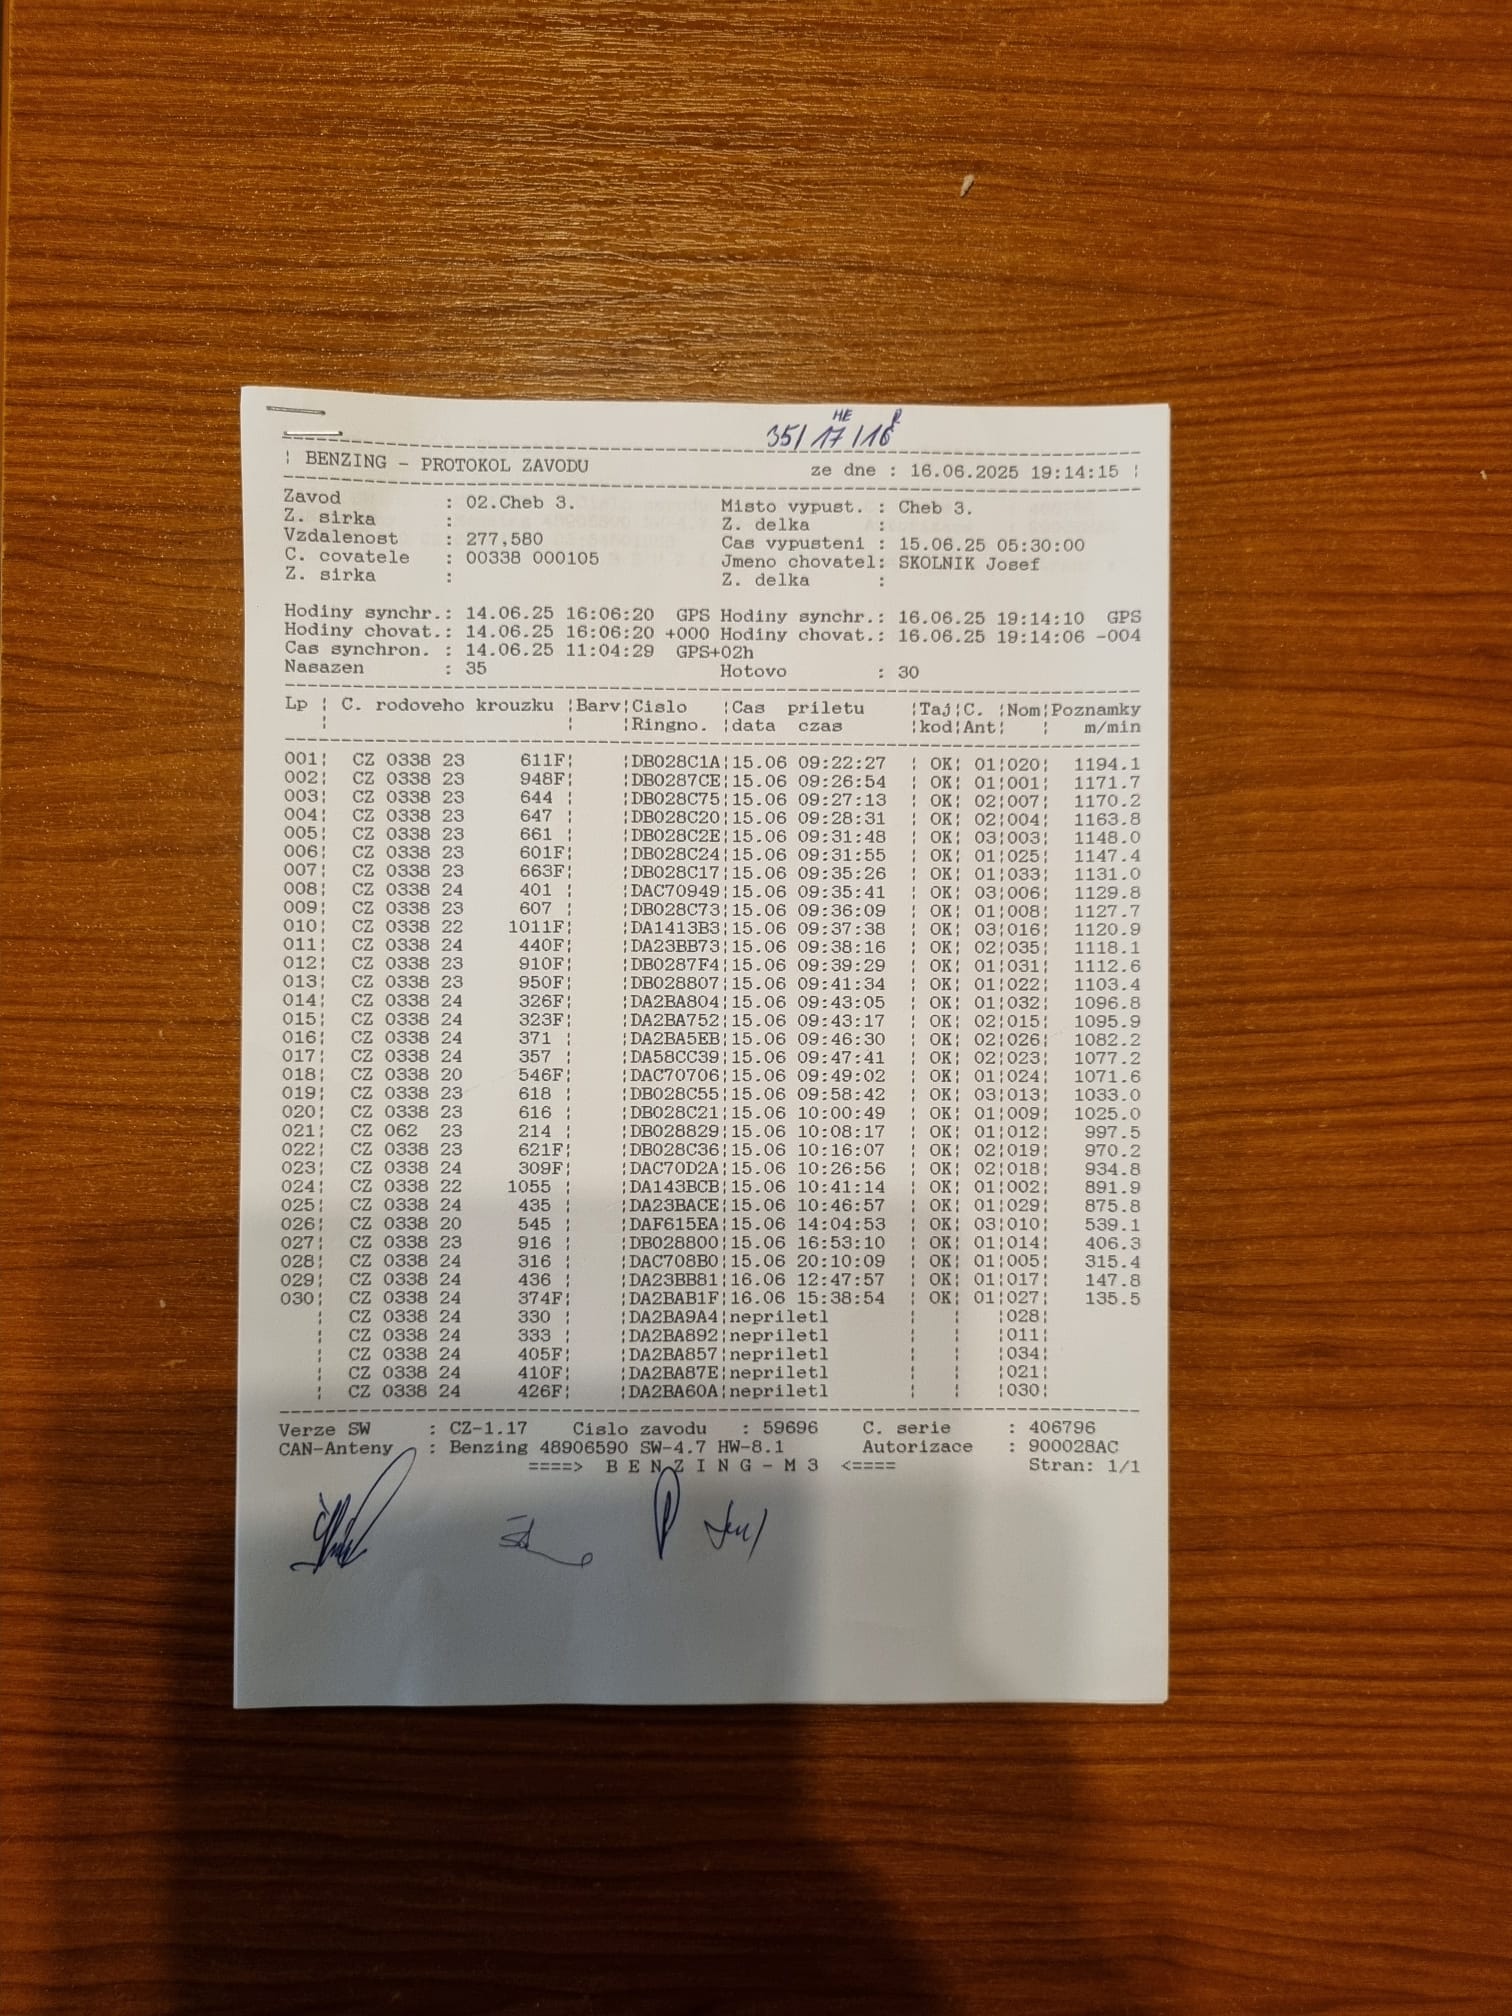 35/ 17 /18
ME R
¦ BENZING - PROTOKOL ZAVODU ze dne : 16.06.2025 19:14:15 ¦
Zavod : 02.Cheb 3. Misto vypust. : Cheb 3.
Z. sirka : Z. delka :
Vzdalenost : 277,580 Cas vypusteni : 15.06.25 05:30:00
C. covatele : 00338 000105 Jmeno chovatel: SKOLNIK Josef
Z. sirka : Z. delka :
Hodiny synchr.: 14.06.25 16:06:20 GPS Hodiny synchr.: 16.06.25 19:14:10 GPS
Hodiny chovat.: 14.06.25 16:06:20 +000 Hodiny chovat.: 16.06.25 19:14:06 -004
Cas synchron. : 14.06.25 11:04:29 GPS+02h
Nasazen : 35 Hotovo : 30
Lp ¦ C. rodoveho krouzku ¦Barv¦Cislo ¦Cas priletu ¦Taj¦C. ¦Nom¦Poznamky
¦ ¦ ¦Ringno. ¦data czas ¦kod¦Ant¦ ¦ m/min
001¦ CZ 0338 23 611F¦ ¦DB028C1A¦15.06 09:22:27 ¦ OK¦ 01¦020¦ 1194.1
002¦ CZ 0338 23 948F¦ ¦DB0287CE¦15.06 09:26:54 ¦ OK¦ 01¦001¦ 1171.7
003¦ CZ 0338 23 644 ¦ ¦DB028C75¦15.06 09:27:13 ¦ OK¦ 02¦007¦ 1170.2
004¦ CZ 0338 23 647 ¦ ¦DB028C20¦15.06 09:28:31 ¦ OK¦ 02¦004¦ 1163.8
005¦ CZ 0338 23 661 ¦ ¦DB028C2E¦15.06 09:31:48 ¦ OK¦ 03¦003¦ 1148.0
006¦ CZ 0338 23 601F¦ ¦DB028C24¦15.06 09:31:55 ¦ OK¦ 01¦025¦ 1147.4
007¦ CZ 0338 23 663F¦ ¦DB028C17¦15.06 09:35:26 ¦ OK¦ 01¦033¦ 1131.0
008¦ CZ 0338 24 401 ¦ ¦DAC70949¦15.06 09:35:41 ¦ OK¦ 03¦006¦ 1129.8
009¦ CZ 0338 23 607 ¦ ¦DB028C73¦15.06 09:36:09 ¦ OK¦ 01¦008¦ 1127.7
010¦ CZ 0338 22 1011F¦ ¦DA1413B3¦15.06 09:37:38 ¦ OK¦ 03¦016¦ 1120.9
011¦ CZ 0338 24 440F¦ ¦DA23BB73¦15.06 09:38:16 ¦ OK¦ 02¦035¦ 1118.1
012¦ CZ 0338 23 910F¦ ¦DB0287F4¦15.06 09:39:29 ¦ OK¦ 01¦031¦ 1112.6
013¦ CZ 0338 23 950F¦ ¦DB028807¦15.06 09:41:34 ¦ OK¦ 01¦022¦ 1103.4
014¦ CZ 0338 24 326F¦ ¦DA2BA804¦15.06 09:43:05 ¦ OK¦ 01¦032¦ 1096.8
015¦ CZ 0338 24 323F¦ ¦DA2BA752¦15.06 09:43:17 ¦ OK¦ 02¦015¦ 1095.9
016¦ CZ 0338 24 371 ¦ ¦DA2BA5EB¦15.06 09:46:30 ¦ OK¦ 02¦026¦ 1082.2
017¦ CZ 0338 24 357 ¦ ¦DA58CC39¦15.06 09:47:41 ¦ OK¦ 02¦023¦ 1077.2
018¦ CZ 0338 20 546F¦ ¦DAC70706¦15.06 09:49:02 ¦ OK¦ 01¦024¦ 1071.6
019¦ CZ 0338 23 618 ¦ ¦DB028C55¦15.06 09:58:42 ¦ OK¦ 03¦013¦ 1033.0
020¦ CZ 0338 23 616 ¦ ¦DB028C21¦15.06 10:00:49 ¦ OK¦ 01¦009¦ 1025.0
021¦ CZ 062 23 214 ¦ ¦DB028829¦15.06 10:08:17 ¦ OK¦ 01¦012¦ 997.5
022¦ CZ 0338 23 621F¦ ¦DB028C36¦15.06 10:16:07 ¦ OK¦ 02¦019¦ 970.2
023¦ CZ 0338 24 309F¦ ¦DAC70D2A¦15.06 10:26:56 ¦ OK¦ 02¦018¦ 934.8
024¦ CZ 0338 22 1055 ¦ ¦DA143BCB¦15.06 10:41:14 ¦ OK¦ 01¦002¦ 891.9
025¦ CZ 0338 24 435 ¦ ¦DA23BACE¦15.06 10:46:57 ¦ OK¦ 01¦029¦ 875.8
026¦ CZ 0338 20 545 ¦ ¦DAF615EA¦15.06 14:04:53 ¦ OK¦ 03¦010¦ 539.1
027¦ CZ 0338 23 916 ¦ ¦DB028800¦15.06 16:53:10 ¦ OK¦ 01¦014¦ 406.3
028¦ CZ 0338 24 316 ¦ ¦DAC708B0¦15.06 20:10:09 ¦ OK¦ 01¦005¦ 315.4
029¦ CZ 0338 24 436 ¦ ¦DA23BB81¦16.06 12:47:57 ¦ OK¦ 01¦017¦ 147.8
030¦ CZ 0338 24 374F¦ ¦DA2BAB1F¦16.06 15:38:54 ¦ OK¦ 01¦027¦ 135.5
¦ CZ 0338 24 330 ¦ ¦DA2BA9A4¦nepriletl ¦ ¦ ¦028¦
¦ CZ 0338 24 333 ¦ ¦DA2BA892¦nepriletl ¦ ¦ ¦011¦
¦ CZ 0338 24 405F¦ ¦DA2BA857¦nepriletl ¦ ¦ ¦034¦
¦ CZ 0338 24 410F¦ ¦DA2BA87E¦nepriletl ¦ ¦ ¦021¦
¦ CZ 0338 24 426F¦ ¦DA2BA60A¦nepriletl ¦ ¦ ¦030¦
Verze SW : CZ-1.17 Cislo zavodu : 59696 C. serie : 406796
CAN-Anteny : Benzing 48906590 SW-4.7 HW-8.1 Autorizace : 900028AC
====> B E N Z I N G - M 3 <==== Stran: 1/1